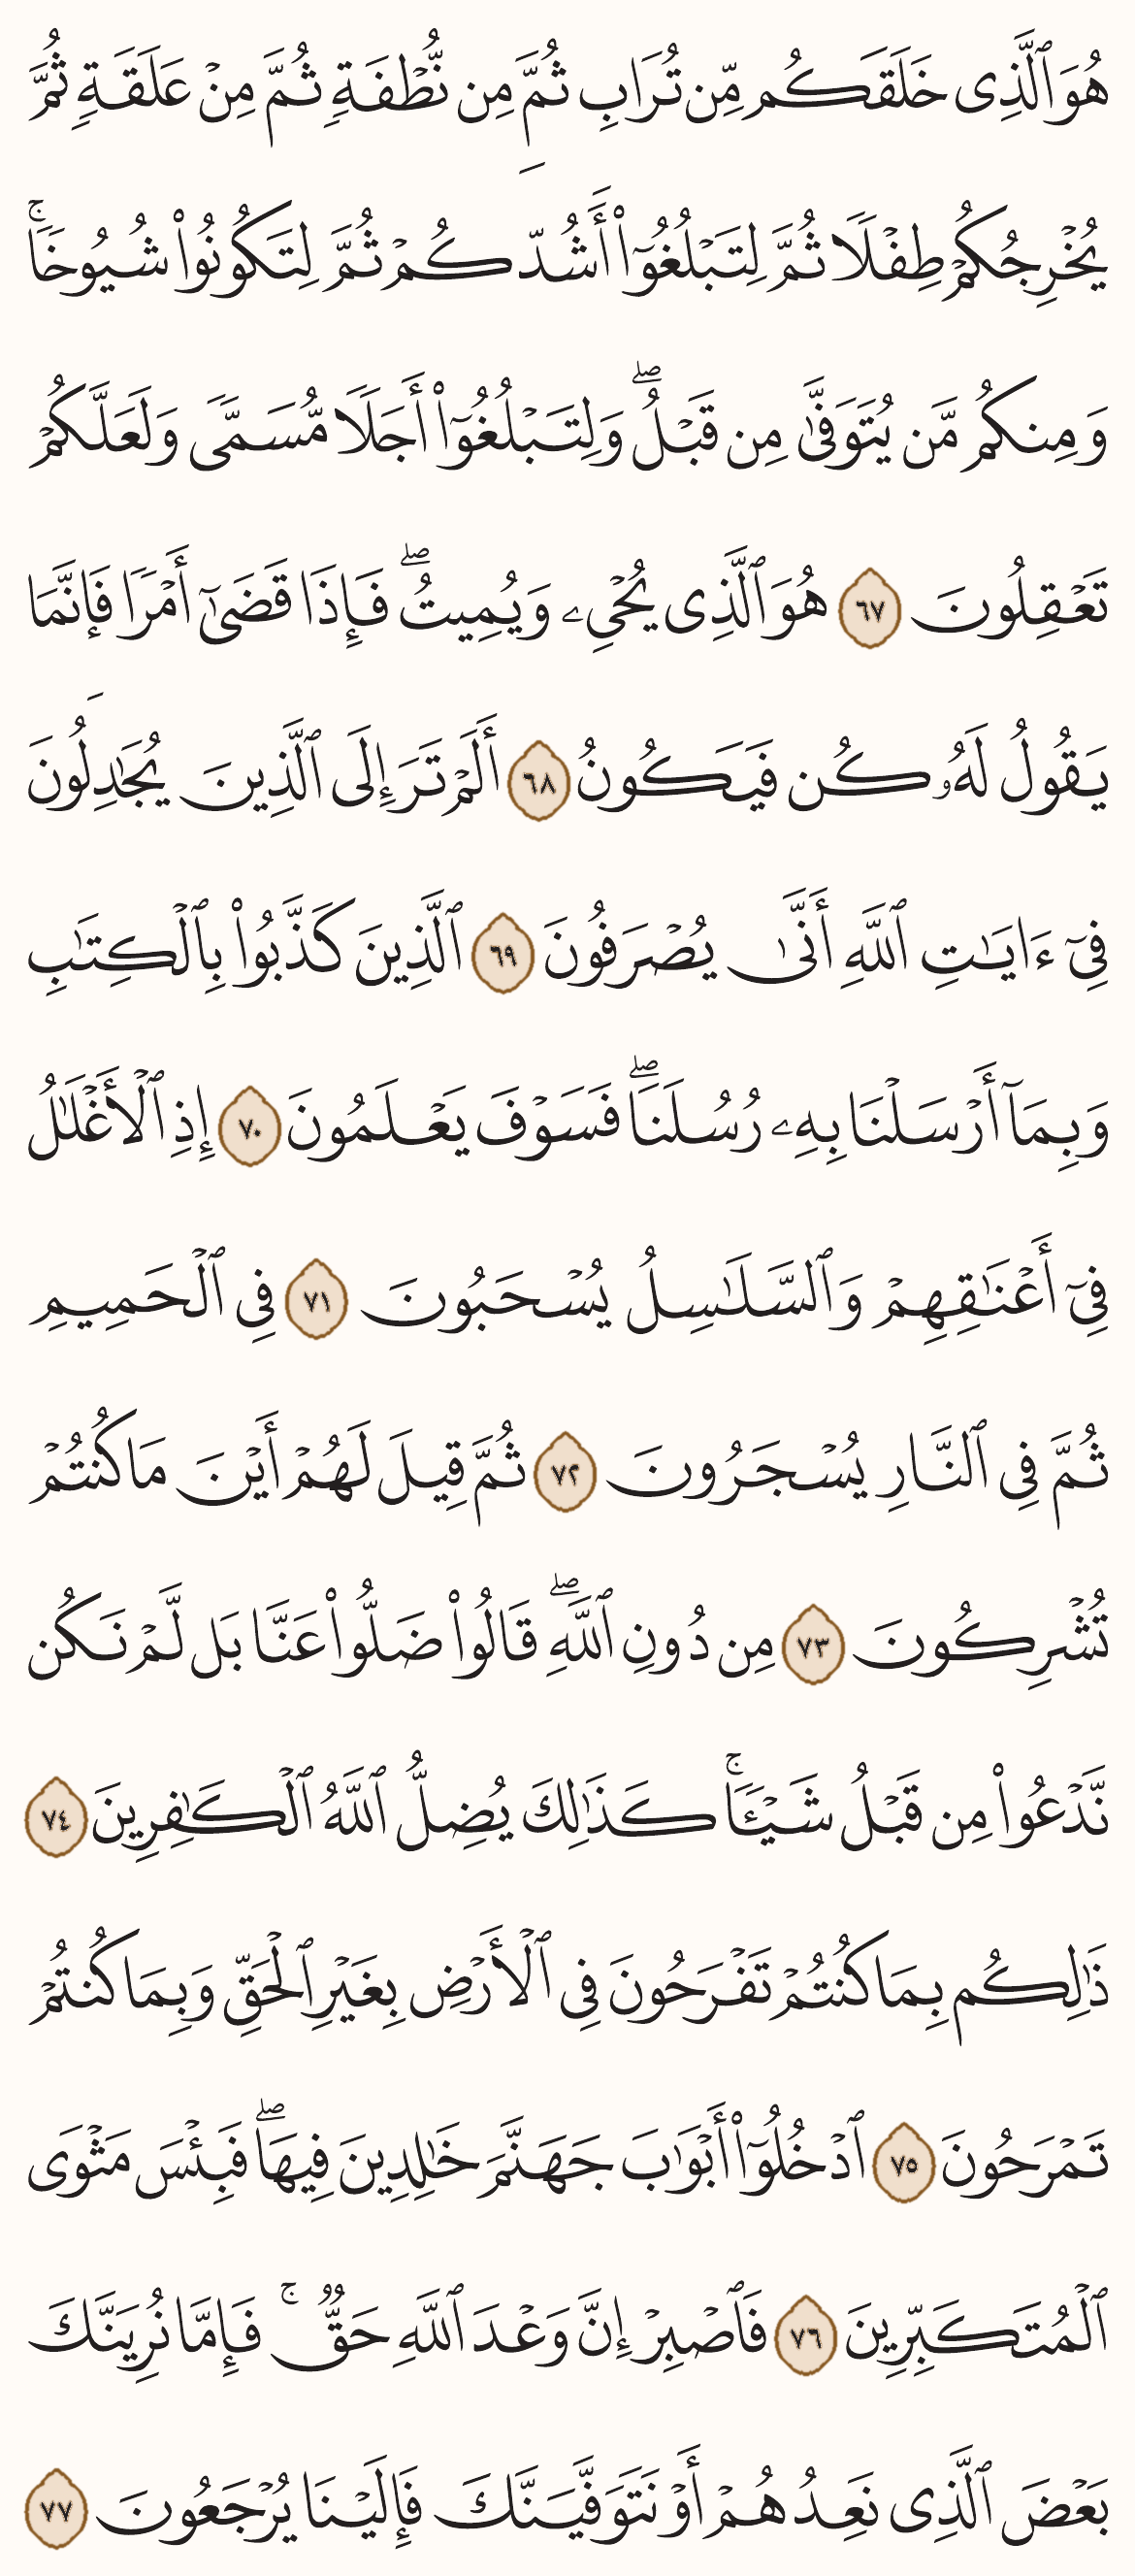 هُوَ ٱلَّذِى خَلَقَكُم مِّن تُرَابٖ ثُمَّ مِن نُّطۡفَةٖ ثُمَّ مِنۡ عَلَقَةٖ ثُمَّ
يُخۡرِجُكُمۡ طِفۡلٗا ثُمَّ لِتَبۡلُغُوٓاْ أَشُدَّكُمۡ ثُمَّ لِتَكُونُواْ شُيُوخٗاۚ
وَمِنكُم مَّن يُتَوَفَّىٰ مِن قَبۡلُۖ وَلِتَبۡلُغُوٓاْ أَجَلٗا مُّسَمّٗى وَلَعَلَّكُمۡ
تَعۡقِلُونَ ٦٧ هُوَ ٱلَّذِى يُحۡيِۦ وَيُمِيتُۖ فَإِذَا قَضَىٰٓ أَمۡرٗا فَإِنَّمَا
يَقُولُ لَهُۥ كُن فَيَكُونُ ٦٨ أَلَمۡ تَرَ إِلَى ٱلَّذِينَ يُجَٰدِلُونَ
فِىٓ ءَايَٰتِ ٱللَّهِ أَنَّىٰ يُصۡرَفُونَ ٦٩ ٱلَّذِينَ كَذَّبُواْ بِٱلۡكِتَٰبِ
وَبِمَآ أَرۡسَلۡنَا بِهِۦ رُسُلَنَاۖ فَسَوۡفَ يَعۡلَمُونَ ٧٠ إِذِ ٱلۡأَغۡلَٰلُ
فِىٓ أَعۡنَٰقِهِمۡ وَٱلسَّلَٰسِلُ يُسۡحَبُونَ ٧١ فِى ٱلۡحَمِيمِ
ثُمَّ فِى ٱلنَّارِ يُسۡجَرُونَ ٧٢ ثُمَّ قِيلَ لَهُمۡ أَيۡنَ مَا كُنتُمۡ
تُشۡرِكُونَ ٧٣ مِن دُونِ ٱللَّهِۖ قَالُواْ ضَلُّواْ عَنَّا بَل لَّمۡ نَكُن
نَّدۡعُواْ مِن قَبۡلُ شَيۡـٔٗاۚ كَذَٰلِكَ يُضِلُّ ٱللَّهُ ٱلۡكَٰفِرِينَ ٧٤
ذَٰلِكُم بِمَا كُنتُمۡ تَفۡرَحُونَ فِى ٱلۡأَرۡضِ بِغَيۡرِ ٱلۡحَقِّ وَبِمَا كُنتُمۡ
تَمۡرَحُونَ ٧٥ ٱدۡخُلُوٓاْ أَبۡوَٰبَ جَهَنَّمَ خَٰلِدِينَ فِيهَاۖ فَبِئۡسَ مَثۡوَى
ٱلۡمُتَكَبِّرِينَ ٧٦ فَٱصۡبِرۡ إِنَّ وَعۡدَ ٱللَّهِ حَقّٞۚ فَإِمَّا نُرِيَنَّكَ
بَعۡضَ ٱلَّذِى نَعِدُهُمۡ أَوۡ نَتَوَفَّيَنَّكَ فَإِلَيۡنَا يُرۡجَعُونَ ٧٧